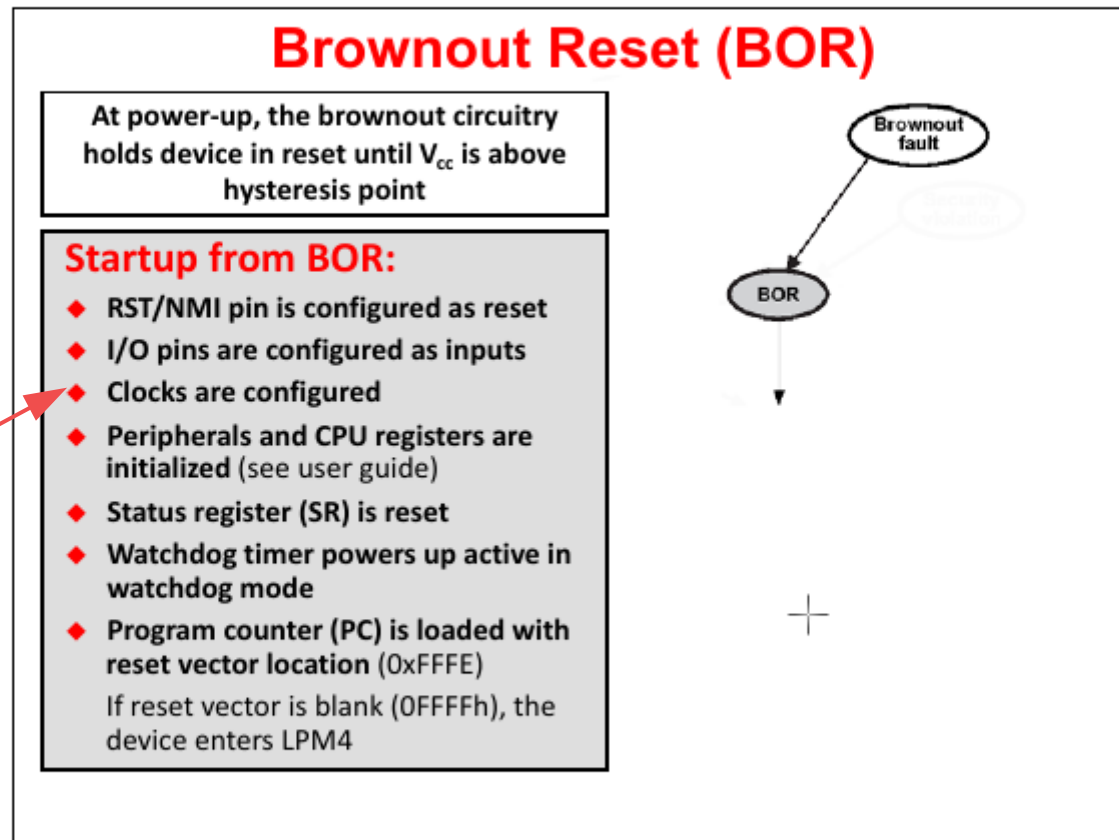 Brownout Reset (BOR)
At power-up, the brownout circuitry
holds device in reset until Vcc is above
hysteresis point
Startup from BOR:
RST/NMI pin is configured as reset
I/O pins are configured as inputs
Clocks are configured
Peripherals and CPU registers are
initialized (see user guide)
Status register (SR) is reset
Watchdog timer powers up active in
watchdog mode
Program counter (PC) is loaded with
reset vector location (0xFFFE)
If reset vector is blank (0FFFFh), the
device enters LPM4
Brownout
fault
Security
violation
BOR